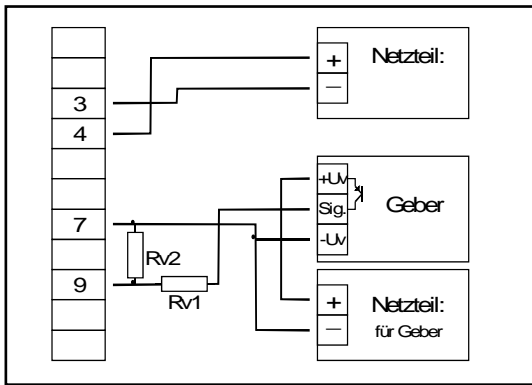 Netzteil:
+
−
3
4
+Uv
Sig.
-Uv
Geber
7
Rv2
9
Rv1
+
−
Netzteil:
für Geber